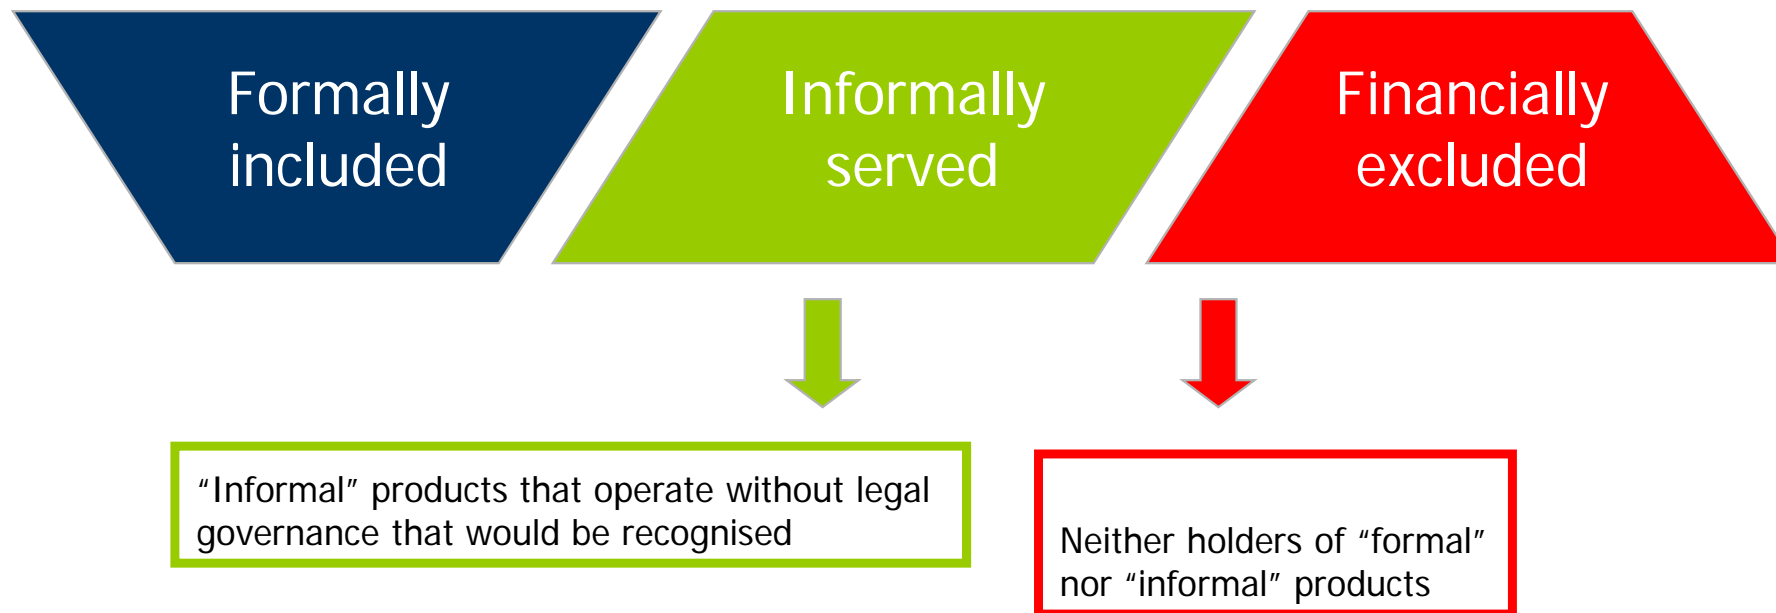 Formally
included
Informally
served
Financially
excluded
“Informal” products that operate without legal
governance that would be recognised
Neither holders of “formal”
nor “informal” products